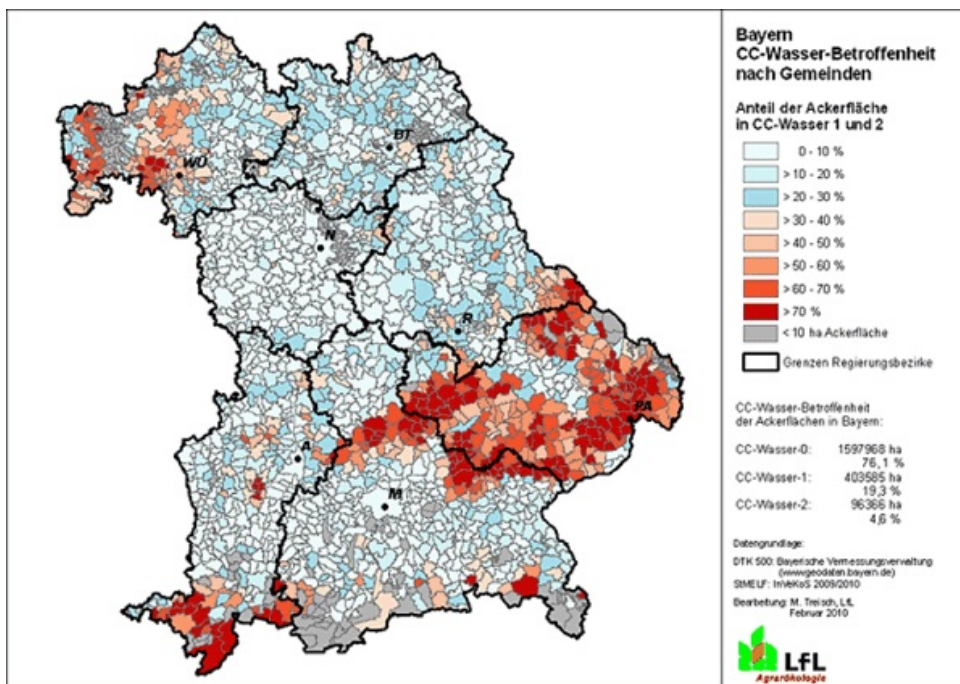 Bayern
CC-Wasser-Betroffenheit
nach Gemeinden
Anteil der Ackerfläche
in CC-Wasser 1 und 2
0 - 10 %
> 10 - 20 %
> 20 - 30 %
> 30 - 40 %
> 40 - 50 %
> 50 - 60 %
> 60 - 70 %
> 70 %
< 10 ha Ackerfläche
Grenzen Regierungsbezirke
CC-Wasser-Betroffenheit
der Ackerflächen in Bayern:
CC-Wasser-0: 1597968 ha
76,1 %
CC-Wasser-1: 403585 ha
19,3 %
CC-Wasser-2: 96366 ha
4,6 %
Datengrundlage:
DTK 500: Bayerische Vermessungsverwaltung
(www.geodaten.bayern.de)
StMELF: InVeKoS 2009/2010
Bearbeitung: M. Treisch, LfL
Februar 2010
LfL
Agrarökologie
BT
WÜ
N
R
PA
A
M